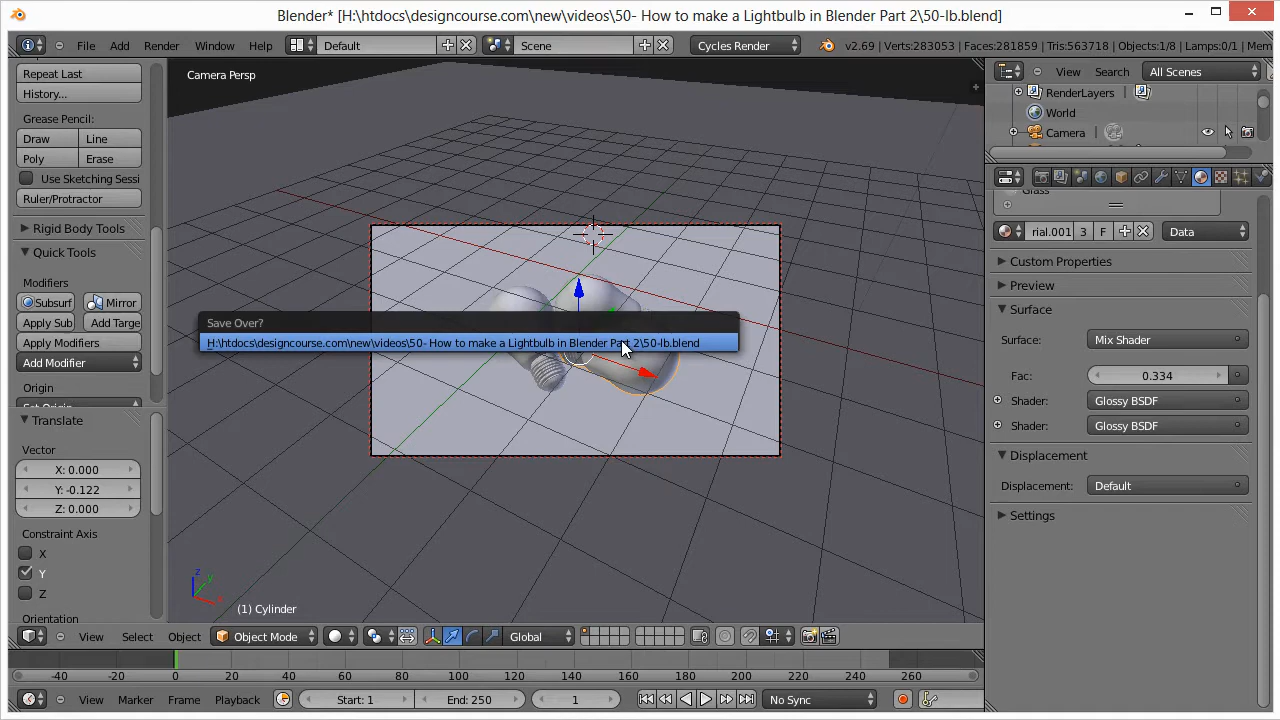 Blender* [H:\htdocs\designcourse.com\new\videos\50- How to make a Lightbulb in Blender Part 2\50-lb.blend]
File Add Render Window Help Default Scene Cycles Render v2.69 | Verts:283053 | Faces:281859 | Tris:563718 | Objects:1/8 | Lamps:0/1 | Mem
Repeat Last
History...
Grease Pencil:
Draw Line
Poly Erase
Use Sketching Sessi
Ruler/Protractor
Rigid Body Tools
Quick Tools
Modifiers
Subsurf Mirror
Apply Sub Add Targe
Apply Modifiers
Add Modifier
Origin
Set Origin
Translate
Vector
X: 0.000
Y: -0.122
Z: 0.000
Constraint Axis
X
Y
Z
Orientation
Camera Persp
Save Over?
H:\htdocs\designcourse.com\new\videos\50- How to make a Lightbulb in Blender Part 2\50-lb.blend
z
y
x
(1) Cylinder
View Search All Scenes
RenderLayers
World
Camera
Glass
rial.001 3 F Data
Custom Properties
Preview
Surface
Surface: Mix Shader
Fac: 0.334
Shader: Glossy BSDF
Shader: Glossy BSDF
Displacement
Displacement: Default
Settings
View Select Object Object Mode Global
-40 -20 0 20 40 60 80 100 120 140 160 180 200 220 240 260
View Marker Frame Playback Start: 1 End: 250 1 No Sync